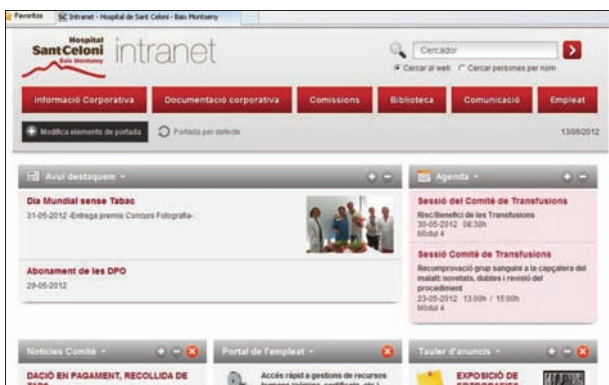 Favoritos
SC Intranet - Hospital de Sant Celoni - Baix Montseny
Hospital
Sant Celoni
Baix Montseny
intranet
Cercador
Cercar al web
Cercar persones per nom
Informació Corporativa
Documentació corporativa
Comissions
Biblioteca
Comunicació
Empleat
Modifica elements de portada
Portada per defecte
13/06/2012
Avui destaquem
Dia Mundial sense Tabac
31-05-2012 -Entrega premis Concurs Fotografia-
Abonament de les DPO
29-05-2012
Agenda
Sessió del Comitè de Transfusions
Risc/Benefici de les Transfusions
30-05-2012 08:30h
Mòdul 4
Sessió Comitè de Transfusions
Recomprovació grup sanguini a la capçalera del
malalt: novetats, dubtes i revisió del
procediment
23-05-2012 13:00h / 15:00h
Mòdul 4
Notícies Comitè
DACIÓ EN PAGAMENT, RECOLLIDA DE
Portal de l'empleat
Accés ràpid a gestions de recursos
Tauler d'anuncis
EXPOSICIÓ DE